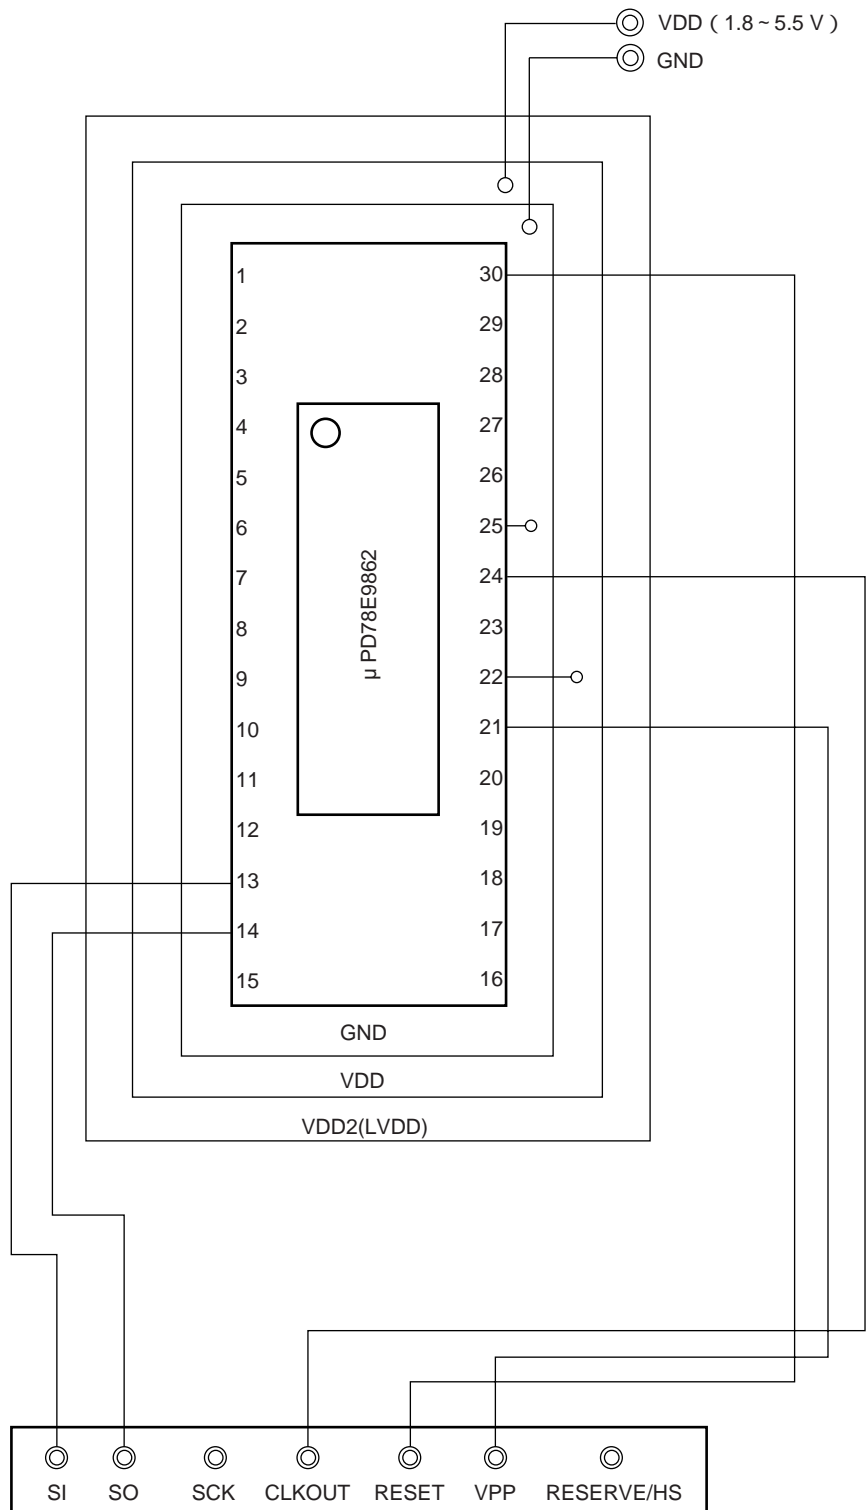 VDD ( 1.8 ~ 5.5 V )
GND
1 30
2 29
3 28
4 27
5 26
6 25
7 24
8 23
9 22
10 21
11 20
12 19
13 18
14 17
15 16
μ PD78E9862
GND
VDD
VDD2(LVDD)
SI SO SCK CLKOUT RESET VPP RESERVE/HS